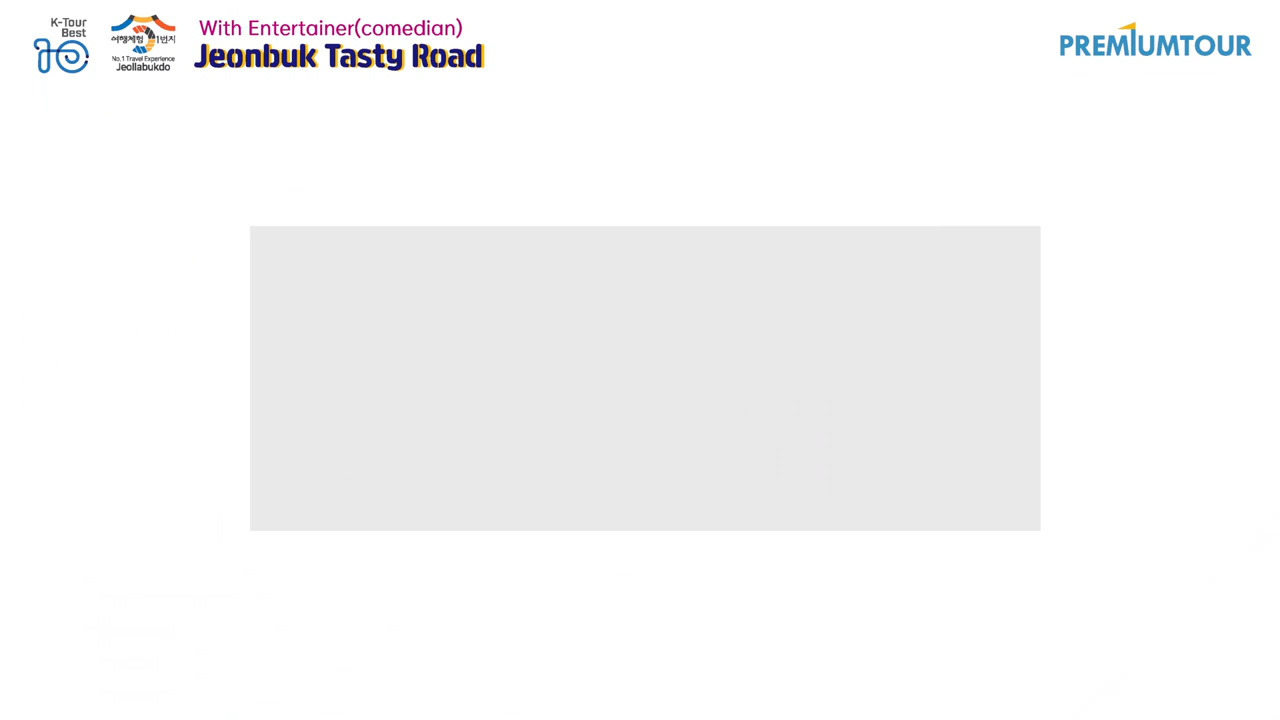 K-Tour
Best
10
여행체험 1번지
No.1 Travel Experience
Jeollabukdo
With Entertainer(comedian)
Jeonbuk Tasty Road
PREMIUMTOUR